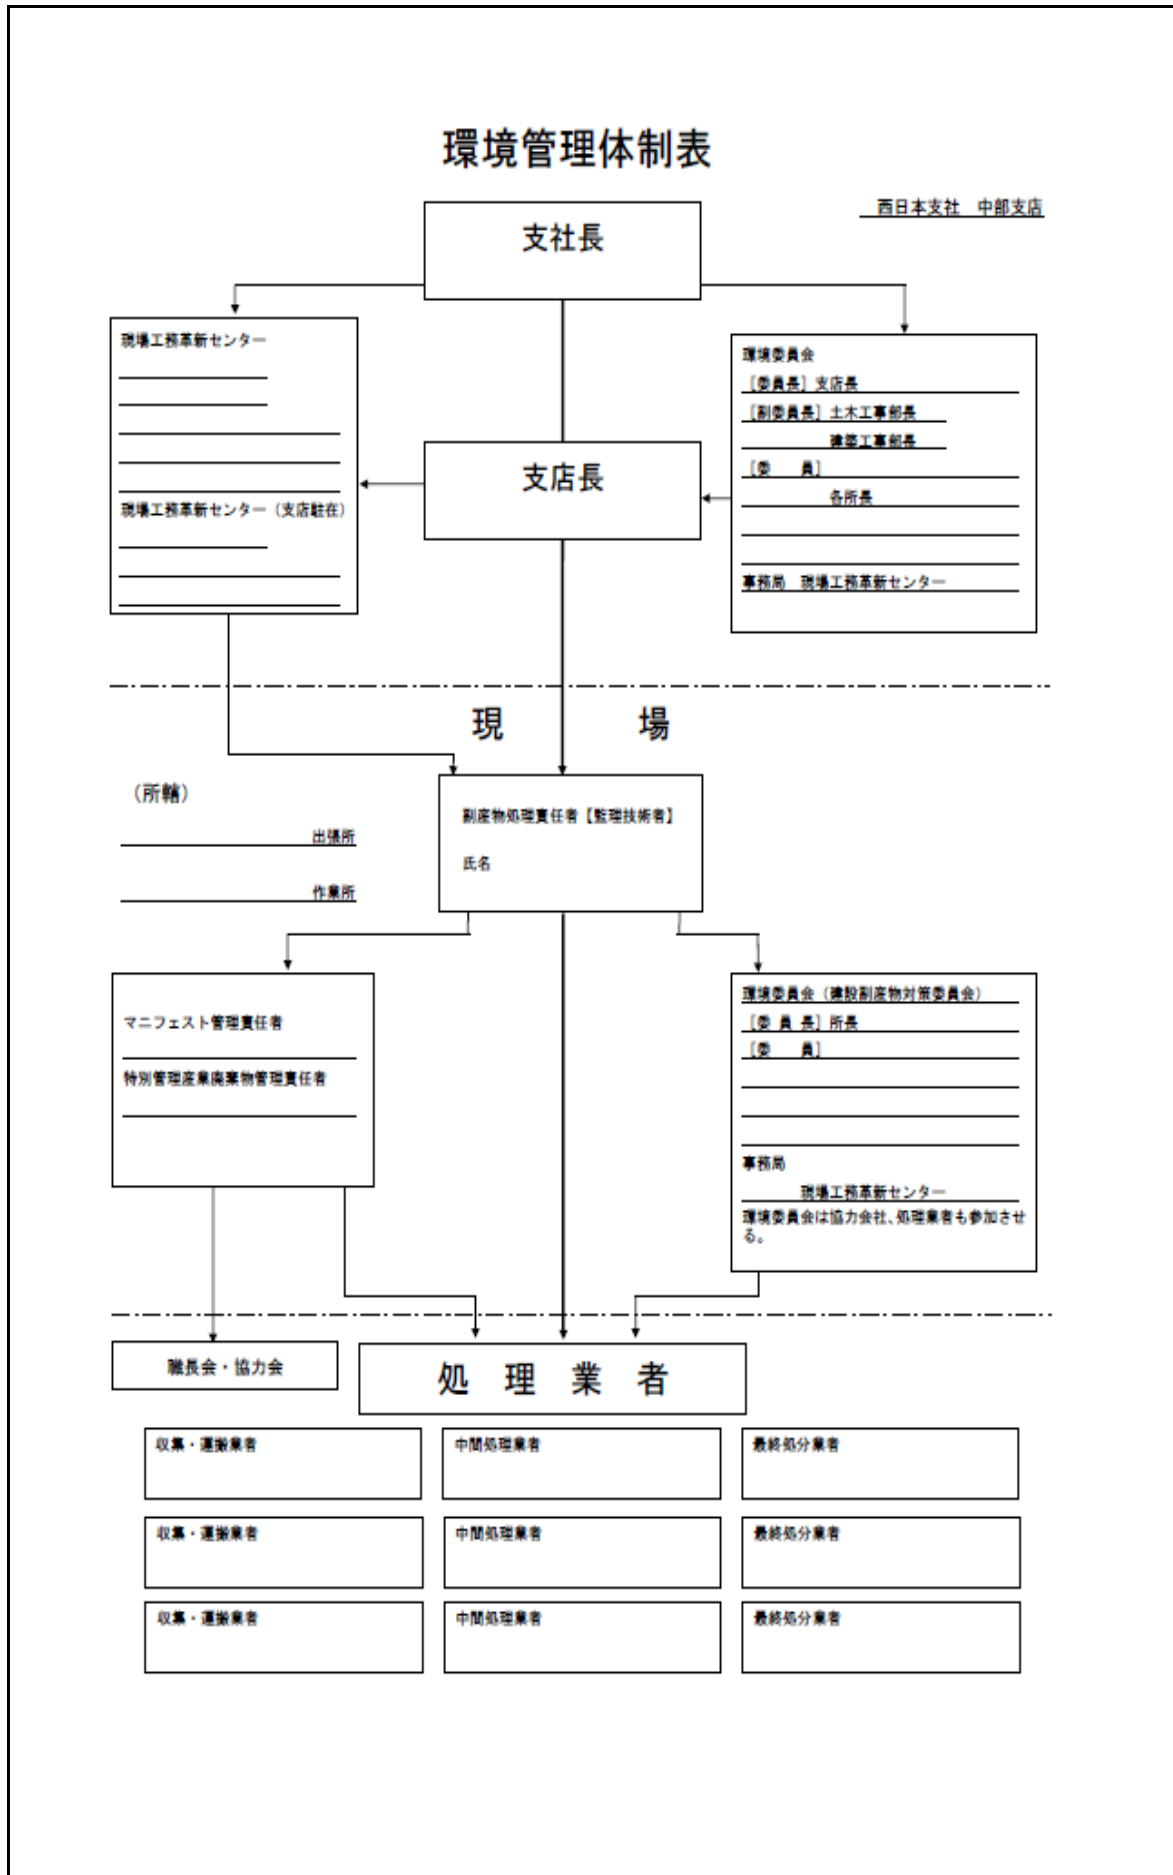 環境管理体制表
西日本支社　中部支店
支社長
現場工務革新センター
現場工務革新センター（支店駐在）
支店長
環境委員会
［委員長］支店長
［副委員長］土木工事部長
建築工事部長
［委　　員］
各所長
事務局　現場工務革新センター
現　場
（所轄）
出張所
作業所
副産物処理責任者【監理技術者】
氏名
マニフェスト管理責任者
特別管理産業廃棄物管理責任者
環境委員会（建設副産物対策委員会）
［委 員 長］所長
［委　　員］
事務局
現場工務革新センター
環境委員会は協力会社、処理業者も参加させ
る。
職長会・協力会
処　理　業　者
収集・運搬業者　中間処理業者　最終処分業者
収集・運搬業者　中間処理業者　最終処分業者
収集・運搬業者　中間処理業者　最終処分業者